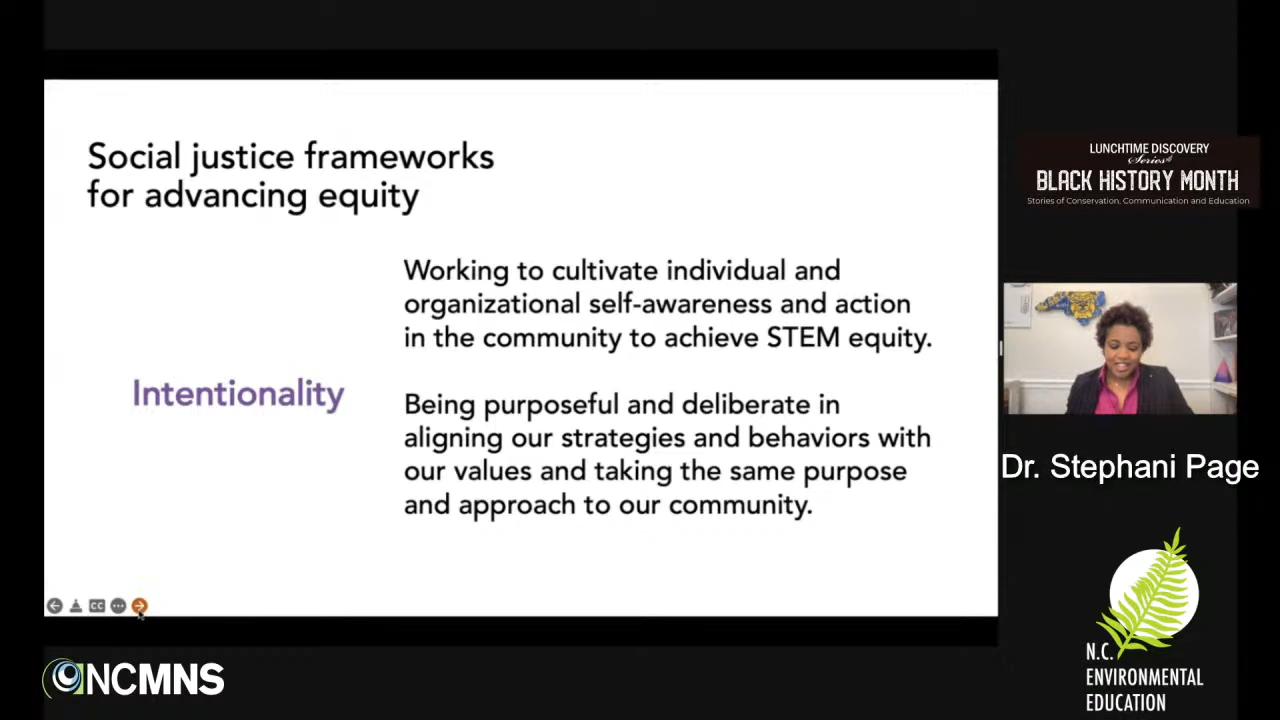 Social justice frameworks
for advancing equity
Working to cultivate individual and
organizational self-awareness and action
in the community to achieve STEM equity.
Intentionality
Being purposeful and deliberate in
aligning our strategies and behaviors with
our values and taking the same purpose
and approach to our community.
CC
NCMNS
LUNCHTIME DISCOVERY
Series
BLACK HISTORY MONTH
Stories of Conservation, Communication and Education
Dr. Stephani Page
N.C.
ENVIRONMENTAL
EDUCATION